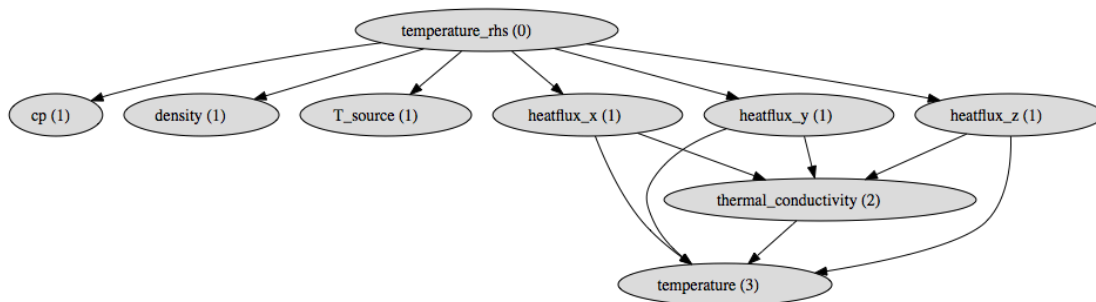 temperature_rhs (0)
cp (1)
density (1)
T_source (1)
heatflux_x (1)
heatflux_y (1)
heatflux_z (1)
thermal_conductivity (2)
temperature (3)